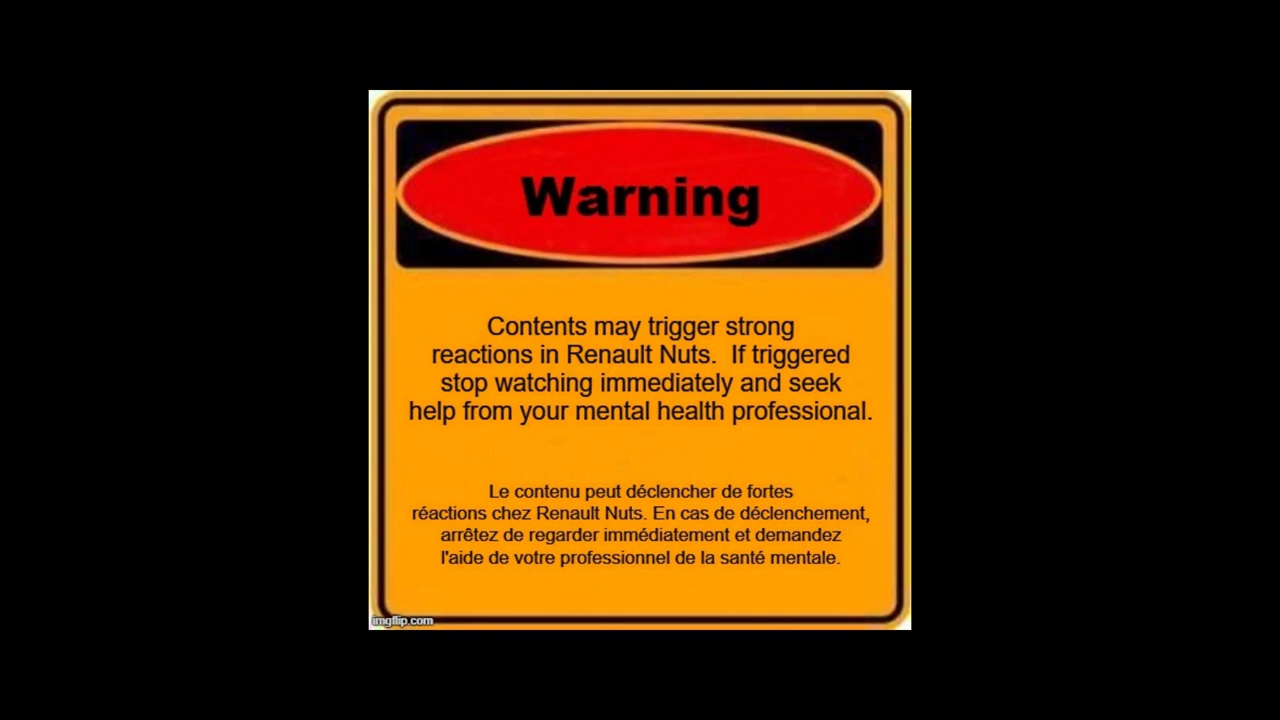 Warning
Contents may trigger strong
reactions in Renault Nuts.  If triggered
stop watching immediately and seek
help from your mental health professional.
Le contenu peut déclencher de fortes
réactions chez Renault Nuts. En cas de déclenchement,
arrêtez de regarder immédiatement et demandez
l'aide de votre professionnel de la santé mentale.
imgflip.com